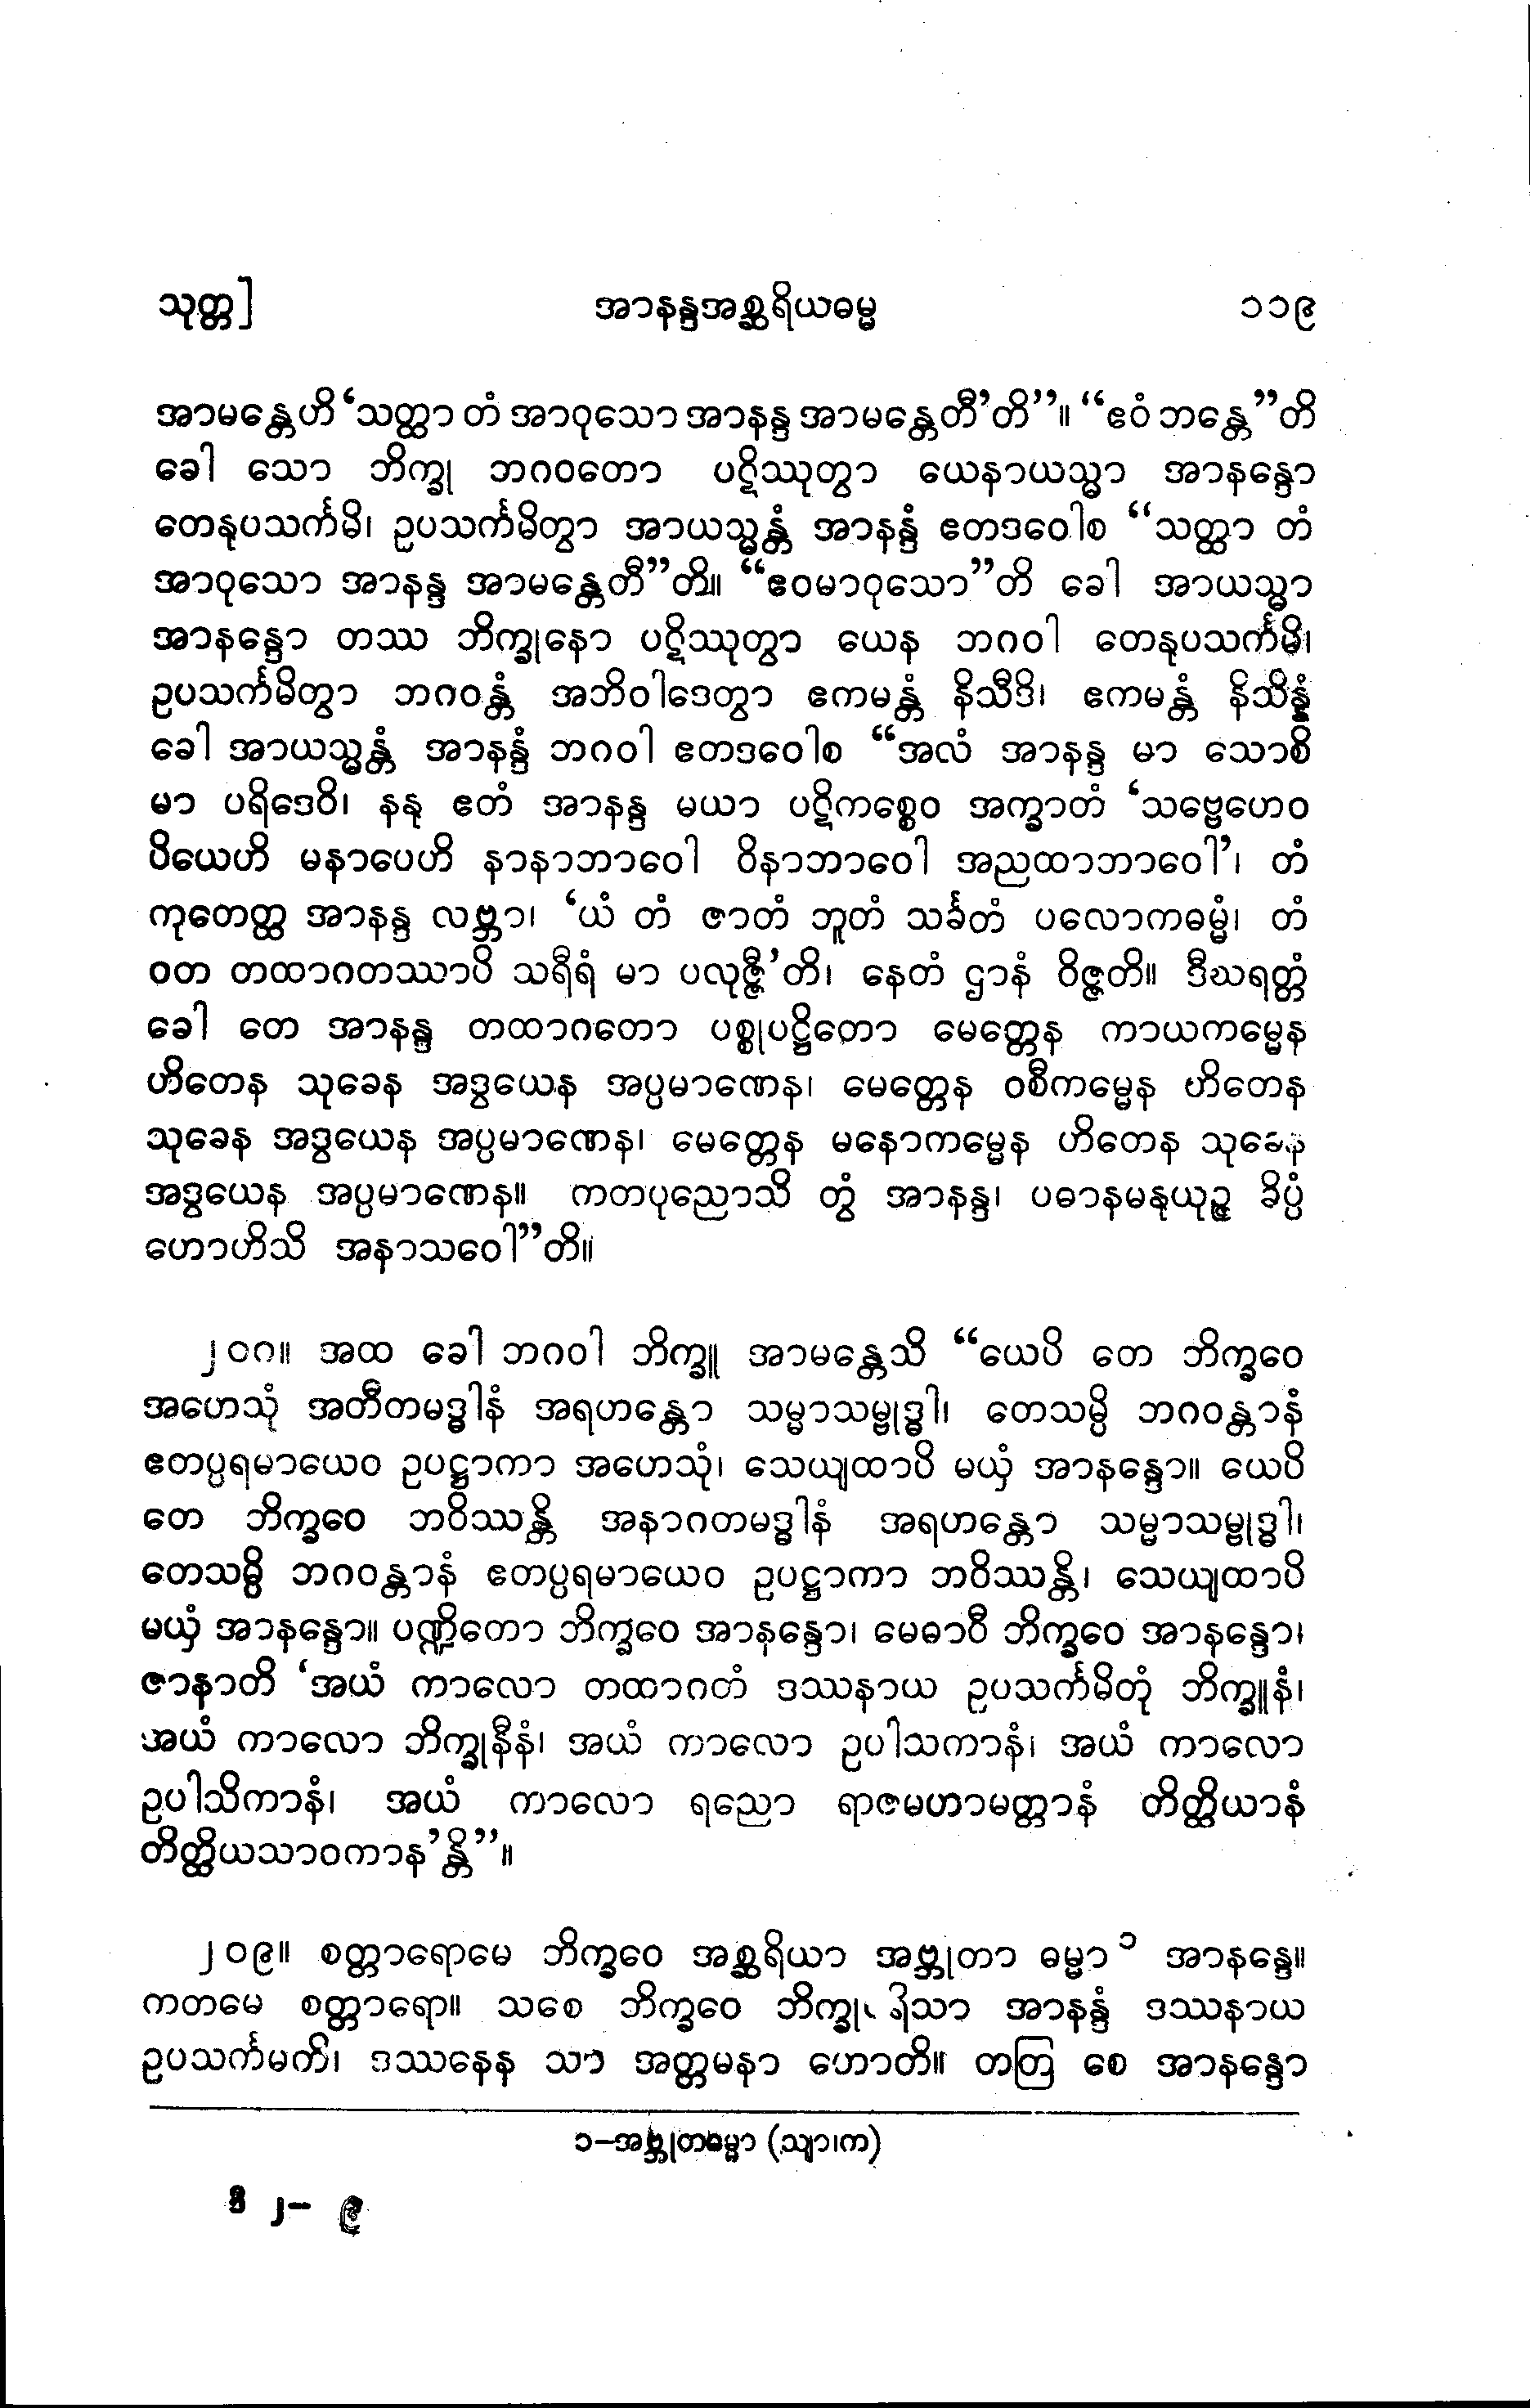 သုတ္တ] အာနန္ဒအစ္ဆရိယဓမ္မ ၁၁၉
အာမန္တေဟိ ‘သတ္ထာ တံ အာဝုသော အာနန္ဒ အာမန္တေတီ’တိ”။ “ဧဝံ ဘန္တေ”တိ
ခေါ သော ဘိက္ခု ဘဂဝတော ပဋိဿုတွာ ယေနာယသ္မာ အာနန္ဒော
တေနုပသင်္ကမိ၊ ဥပသင်္ကမိတွာ အာယသ္မန္တံ အာနန္ဒံ ဧတဒဝေါစ “သတ္ထာ တံ
အာဝုသော အာနန္ဒ အာမန္တေတီ”တိ။ “ဧဝမာဝုသော”တိ ခေါ အာယသ္မာ
အာနန္ဒော တဿ ဘိက္ခုနော ပဋိဿုတွာ ယေန ဘဂဝါ တေနုပသင်္ကမိ၊
ဥပသင်္ကမိတွာ ဘဂဝန္တံ အဘိဝါဒေတွာ ဧကမန္တံ နိသီဒိ၊ ဧကမန္တံ နိသိန္နံ
ခေါ အာယသ္မန္တံ အာနန္ဒံ ဘဂဝါ ဧတဒဝေါစ “အလံ အာနန္ဒ မာ သောစိ
မာ ပရိဒေဝိ၊ နနု ဧတံ အာနန္ဒ မယာ ပဋိကစ္စေဝ အက္ခာတံ ‘သဗ္ဗေဟေဝ
ပိယေဟိ မနာပေဟိ နာနာဘာဝေါ ဝိနာဘာဝေါ အညထာဘာဝေါ’၊ တံ
ကုတေတ္ထ အာနန္ဒ လဗ္ဘာ၊ ‘ယံ တံ ဇာတံ ဘူတံ သင်္ခတံ ပလောကဓမ္မံ၊ တံ
ဝတ တထာဂတဿာပိ သရီရံ မာ ပလုဇ္ဇီ’တိ၊ နေတံ ဌာနံ ဝိဇ္ဇတိ။ ဒီဃရတ္တံ
ခေါ တေ အာနန္ဒ တထာဂတော ပစ္စုပဋ္ဌိတော မေတ္တေန ကာယကမ္မေန
ဟိတေန သုခေန အဒွယေန အပ္ပမာဏေန၊ မေတ္တေန ဝစီကမ္မေန ဟိတေန
သုခေန အဒွယေန အပ္ပမာဏေန၊ မေတ္တေန မနောကမ္မေန ဟိတေန သုခေန
အဒွယေန အပ္ပမာဏေန။ ကတပုညောသိ တွံ အာနန္ဒ၊ ပဓာနမနုယုဉ္ဇ ခိပ္ပံ
ဟောဟိသိ အနာသဝေါ”တိ။
၂၀၈။ အထ ခေါ ဘဂဝါ ဘိက္ခူ အာမန္တေသိ “ယေပိ တေ ဘိက္ခဝေ
အဟေသုံ အတီတမဒ္ဓါနံ အရဟန္တော သမ္မာသမ္ဗုဒ္ဓါ၊ တေသမ္ပိ ဘဂဝန္တာနံ
ဧတပ္ပရမာယေဝ ဥပဋ္ဌာကာ အဟေသုံ၊ သေယျထာပိ မယှံ အာနန္ဒော။ ယေပိ
တေ ဘိက္ခဝေ ဘဝိဿန္တိ အနာဂတမဒ္ဓါနံ အရဟန္တော သမ္မာသမ္ဗုဒ္ဓါ၊
တေသမ္ပိ ဘဂဝန္တာနံ ဧတပ္ပရမာယေဝ ဥပဋ္ဌာကာ ဘဝိဿန္တိ၊ သေယျထာပိ
မယှံ အာနန္ဒော။ ပဏ္ဍိတော ဘိက္ခဝေ အာနန္ဒော၊ မေဓာဝီ ဘိက္ခဝေ အာနန္ဒော၊
ဇာနာတိ ‘အယံ ကာလော တထာဂတံ ဒဿနာယ ဥပသင်္ကမိတုံ ဘိက္ခူနံ၊
အယံ ကာလော ဘိက္ခုနီနံ၊ အယံ ကာလော ဥပါသကာနံ၊ အယံ ကာလော
ဥပါသိကာနံ၊ အယံ ကာလော ရညော ရာဇမဟာမတ္တာနံ တိတ္ထိယာနံ
တိတ္ထိယသာဝကာန’န္တိ”။
၂၀၉။ စတ္တာရောမေ ဘိက္ခဝေ အစ္ဆရိယာ အဗ္ဘုတာ ဓမ္မာ ၁ အာနန္ဒေ။
ကတမေ စတ္တာရော။ သစေ ဘိက္ခဝေ ဘိက္ခုပရိသာ အာနန္ဒံ ဒဿနာယ
ဥပသင်္ကမတိ၊ ဒဿနေန သာ အတ္တမနာ ဟောတိ။ တတြ စေ အာနန္ဒော
၁–အဗ္ဘုတဓမ္မာ (သျာ၊က)
ဒီ ၂– ၉